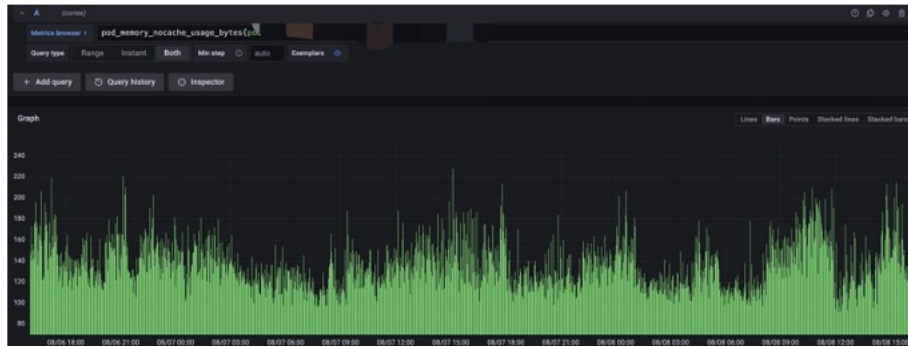 A (cortex)
Metrics browser > pod_memory_nocache_usage_bytes{po
Query type Range Instant Both Min step auto Exemplars
+ Add query Query history Inspector
Graph
Lines Bars Points Stacked lines Stacked bars
240
220
200
180
160
140
120
100
80
08/06 18:00 08/06 21:00 08/07 00:00 08/07 03:00 08/07 06:00 08/07 09:00 08/07 12:00 08/07 15:00 08/07 18:00 08/07 21:00 08/08 00:00 08/08 03:00 08/08 06:00 08/08 09:00 08/08 12:00 08/08 15:00